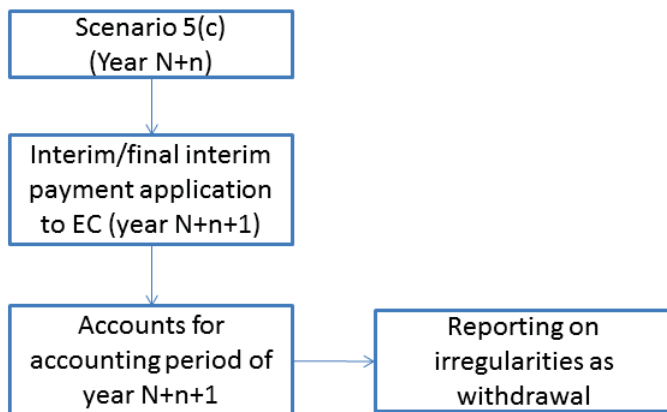 Scenario 5(c)
(Year N+n)
Interim/final interim
payment application
to EC (year N+n+1)
Accounts for
accounting period of
year N+n+1
Reporting on
irregularities as
withdrawal